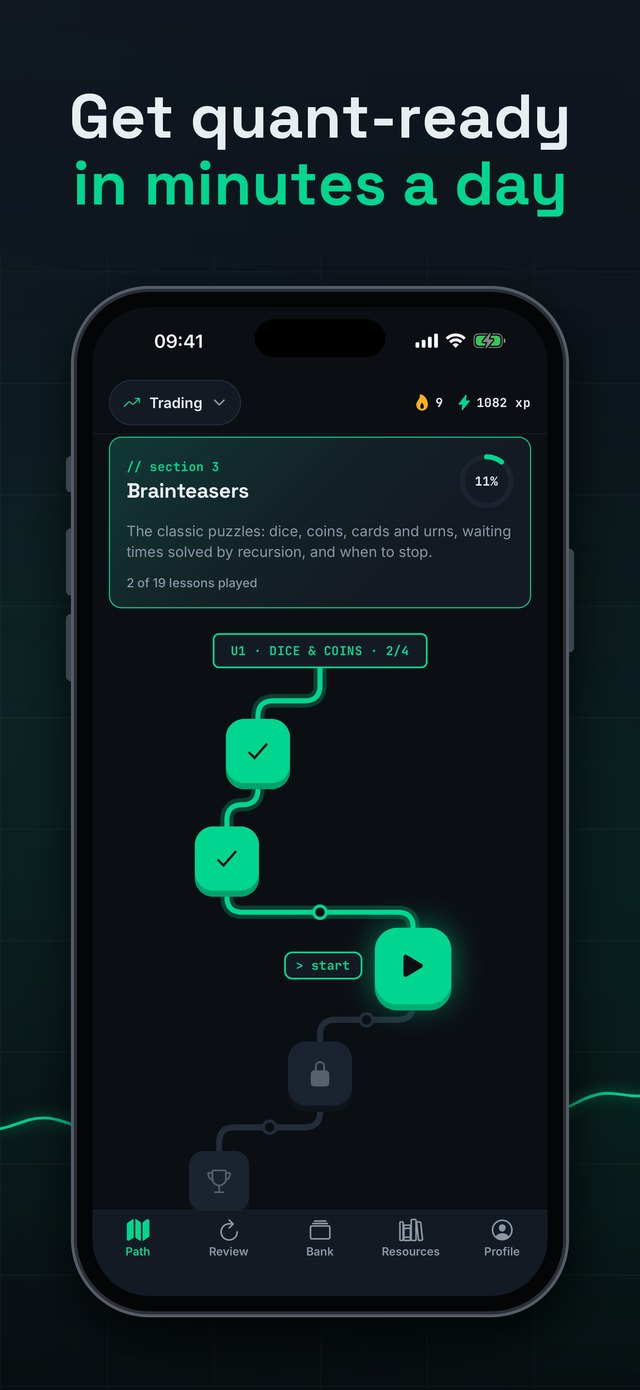 Get quant-ready
in minutes a day
09:41
Trading
9
1082 xp
// section 3
Brainteasers
11%
The classic puzzles: dice, coins, cards and urns, waiting
times solved by recursion, and when to stop.
2 of 19 lessons played
U1 · DICE & COINS · 2/4
> start
Path
Review
Bank
Resources
Profile